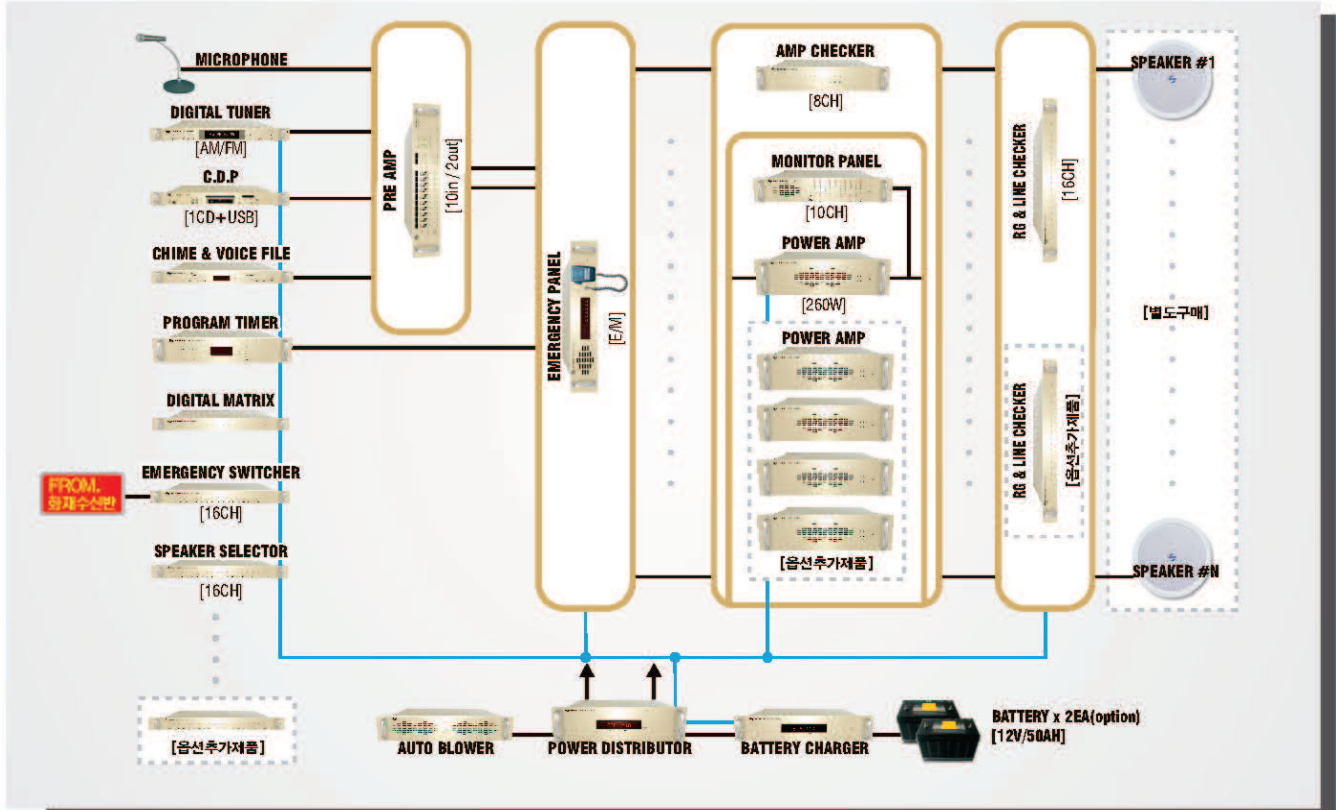 MICROPHONE
DIGITAL TUNER
[AM/FM]
C.D.P
[1CD+USB]
CHIME & VOICE FILE
PROGRAM TIMER
DIGITAL MATRIX
EMERGENCY SWITCHER
[16CH]
FROM.
화재수신반
SPEAKER SELECTOR
[16CH]
[옵션추가제품]
PRE AMP
[10in / 2out]
EMERGENCY PANEL
[E/M]
AMP CHECKER
[8CH]
MONITOR PANEL
[10CH]
POWER AMP
[260W]
POWER AMP
[옵션추가제품]
RG & LINE CHECKER
[16CH]
RG & LINE CHECKER
[옵션추가제품]
SPEAKER #1
[별도구매]
SPEAKER #N
AUTO BLOWER
POWER DISTRIBUTOR
BATTERY CHARGER
BATTERY x 2EA(option)
[12V/50AH]